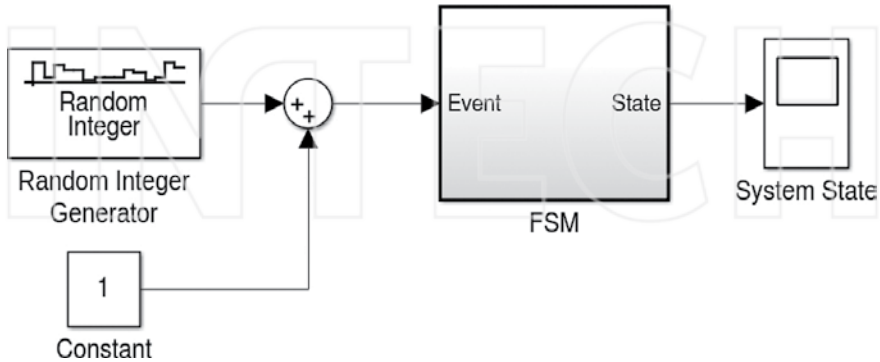 INTECH
Random
Integer
Random Integer
Generator
+
+
Event
State
FSM
System State
1
Constant